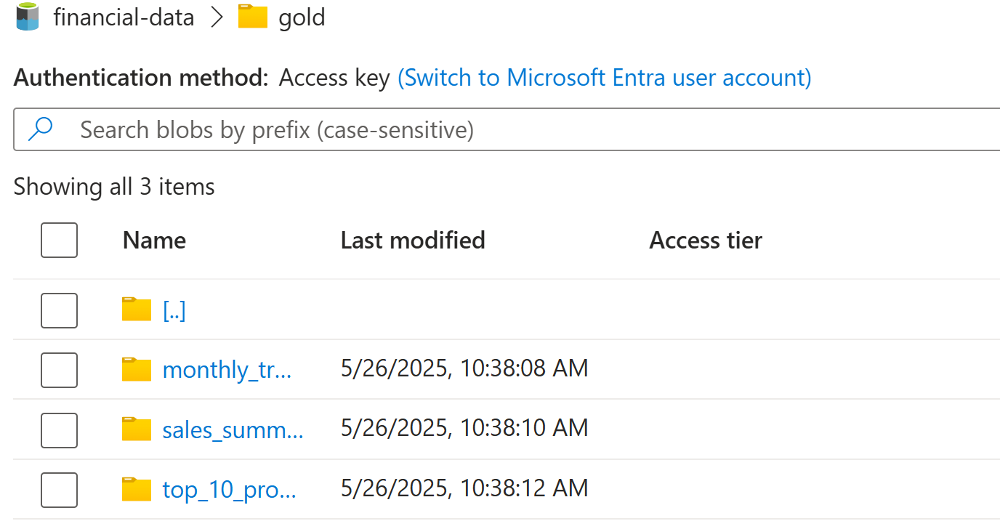 financial-data > gold
Authentication method: Access key (Switch to Microsoft Entra user account)
Search blobs by prefix (case-sensitive)
Showing all 3 items
Name Last modified Access tier
[..]
monthly_tr... 5/26/2025, 10:38:08 AM
sales_summ... 5/26/2025, 10:38:10 AM
top_10_pro... 5/26/2025, 10:38:12 AM